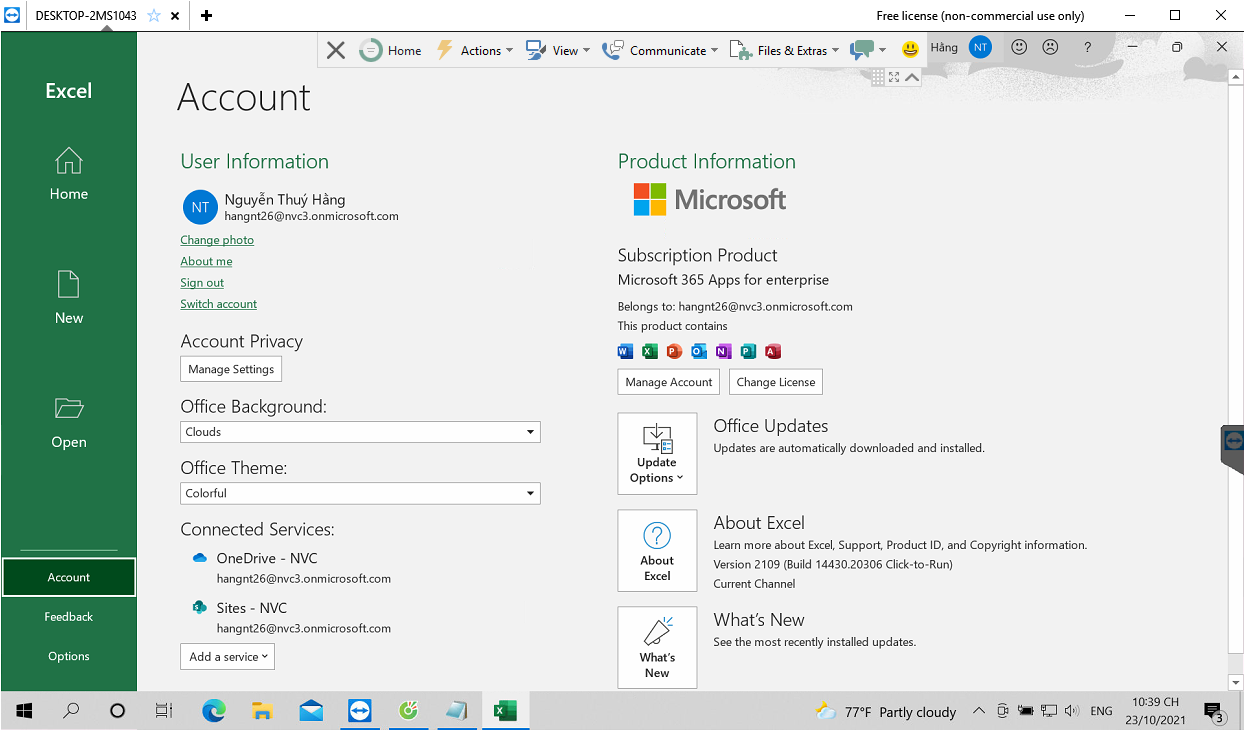 DESKTOP-2MS1043
Free license (non-commercial use only)
Home
Actions
View
Communicate
Files & Extras
Hằng
NT
?
Excel
Home
New
Open
Account
Feedback
Options
Account
User Information
NT
Nguyễn Thuý Hằng
hangnt26@nvc3.onmicrosoft.com
Change photo
About me
Sign out
Switch account
Account Privacy
Manage Settings
Office Background:
Clouds
Office Theme:
Colorful
Connected Services:
OneDrive - NVC
hangnt26@nvc3.onmicrosoft.com
Sites - NVC
hangnt26@nvc3.onmicrosoft.com
Add a service
Product Information
Microsoft
Subscription Product
Microsoft 365 Apps for enterprise
Belongs to: hangnt26@nvc3.onmicrosoft.com
This product contains
Manage Account
Change License
Update
Options
Office Updates
Updates are automatically downloaded and installed.
About
Excel
About Excel
Learn more about Excel, Support, Product ID, and Copyright information.
Version 2109 (Build 14430.20306 Click-to-Run)
Current Channel
What's
New
What's New
See the most recently installed updates.
77°F Partly cloudy
ENG
10:39 CH
23/10/2021
3